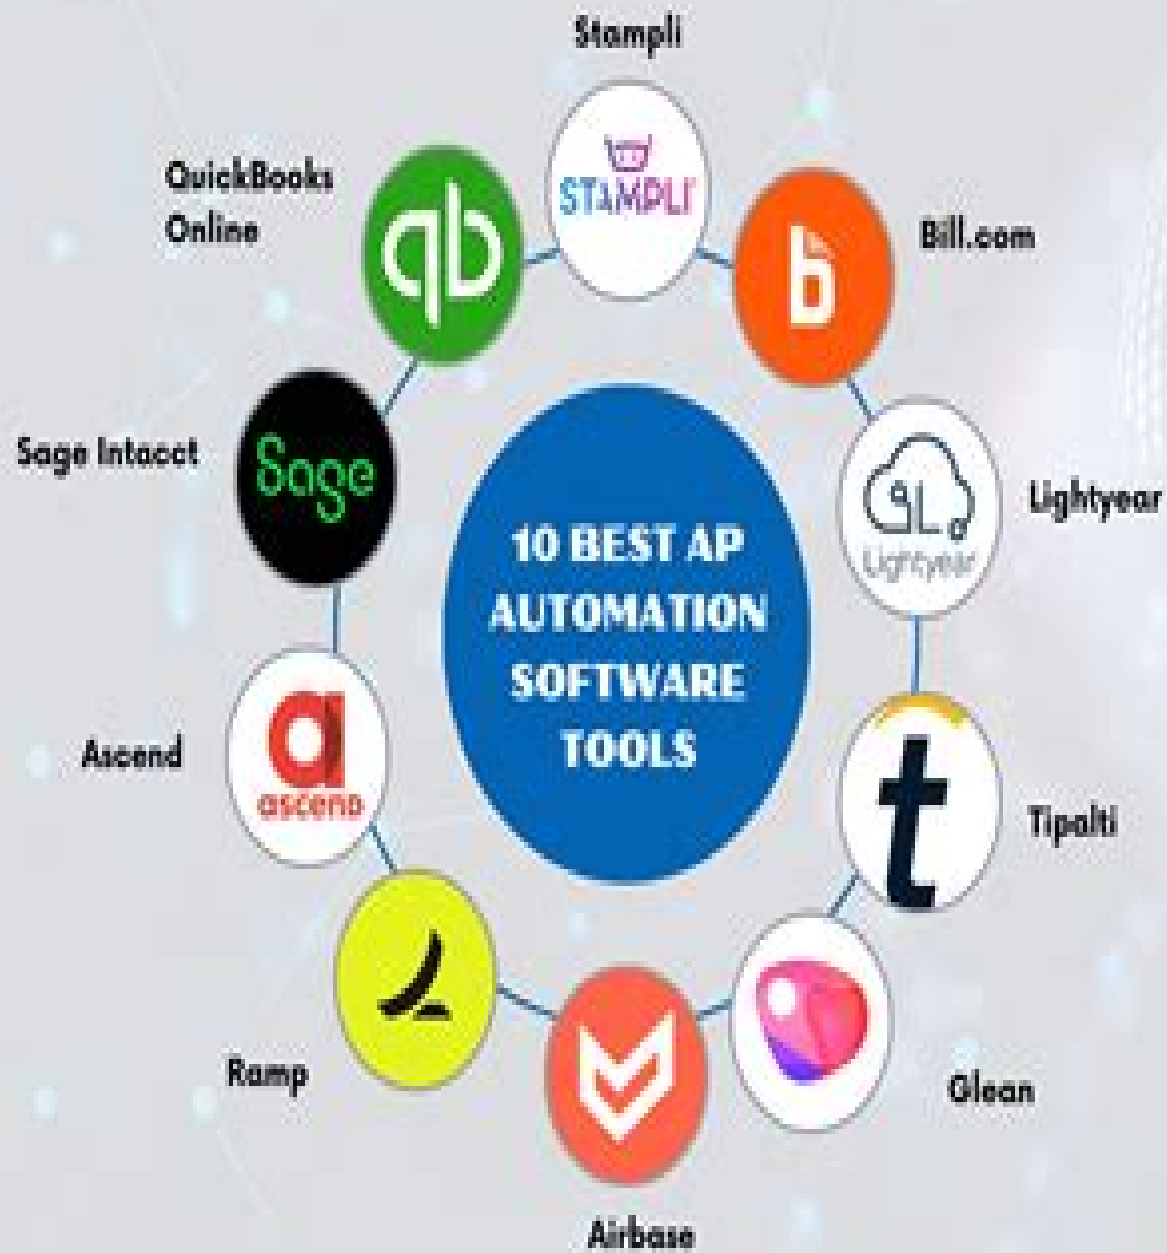 Stampli
STAMPLI
QuickBooks
Online
qb
b
Bill.com
Sage Intacct
Sage
Lightyear
Lightyear
10 BEST AP
AUTOMATION
SOFTWARE
TOOLS
Ascend
a
ascend
t
Tipalti
Ramp
Glean
Airbase